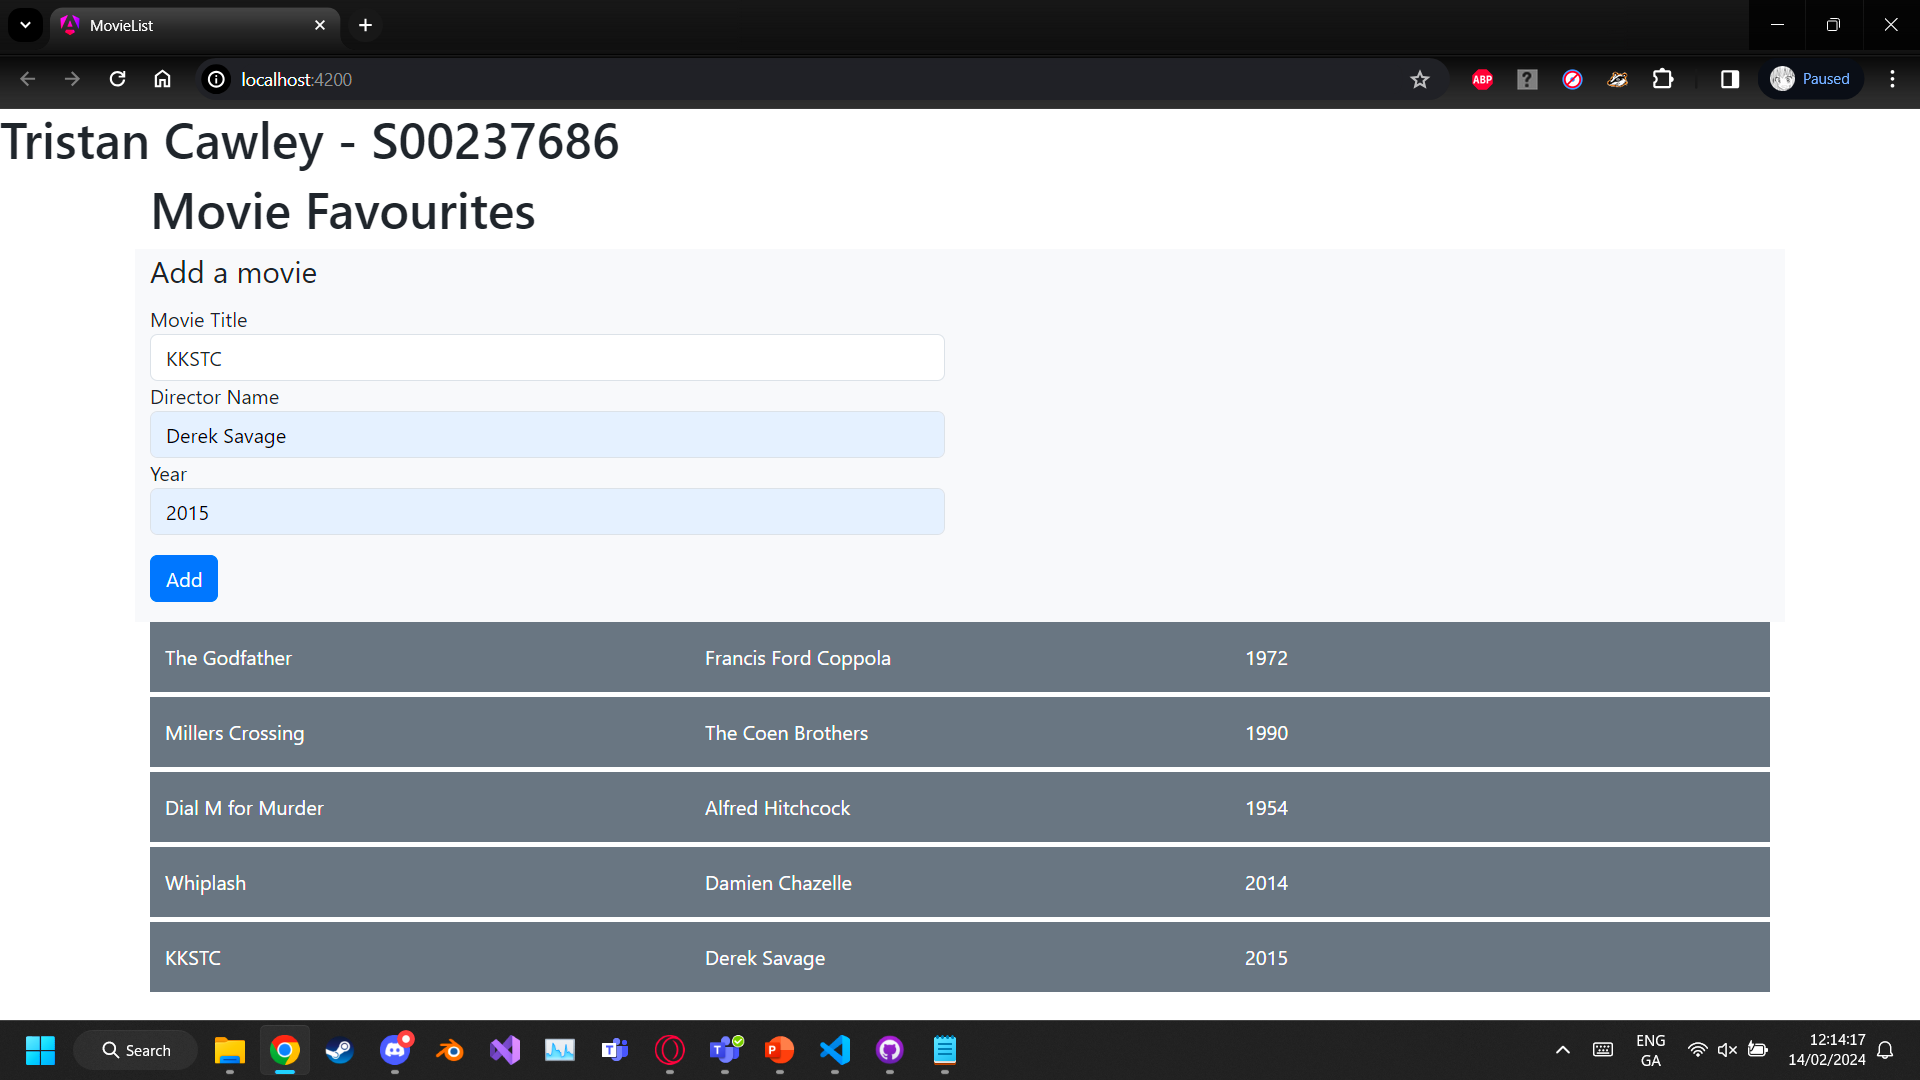 MovieList
localhost:4200
ABP
?
Paused
Tristan Cawley - S00237686
Movie Favourites
Add a movie
Movie Title
KKSTC
Director Name
Derek Savage
Year
2015
Add
The Godfather Francis Ford Coppola 1972
Millers Crossing The Coen Brothers 1990
Dial M for Murder Alfred Hitchcock 1954
Whiplash Damien Chazelle 2014
KKSTC Derek Savage 2015
Search
ENG
GA
12:14:17
14/02/2024